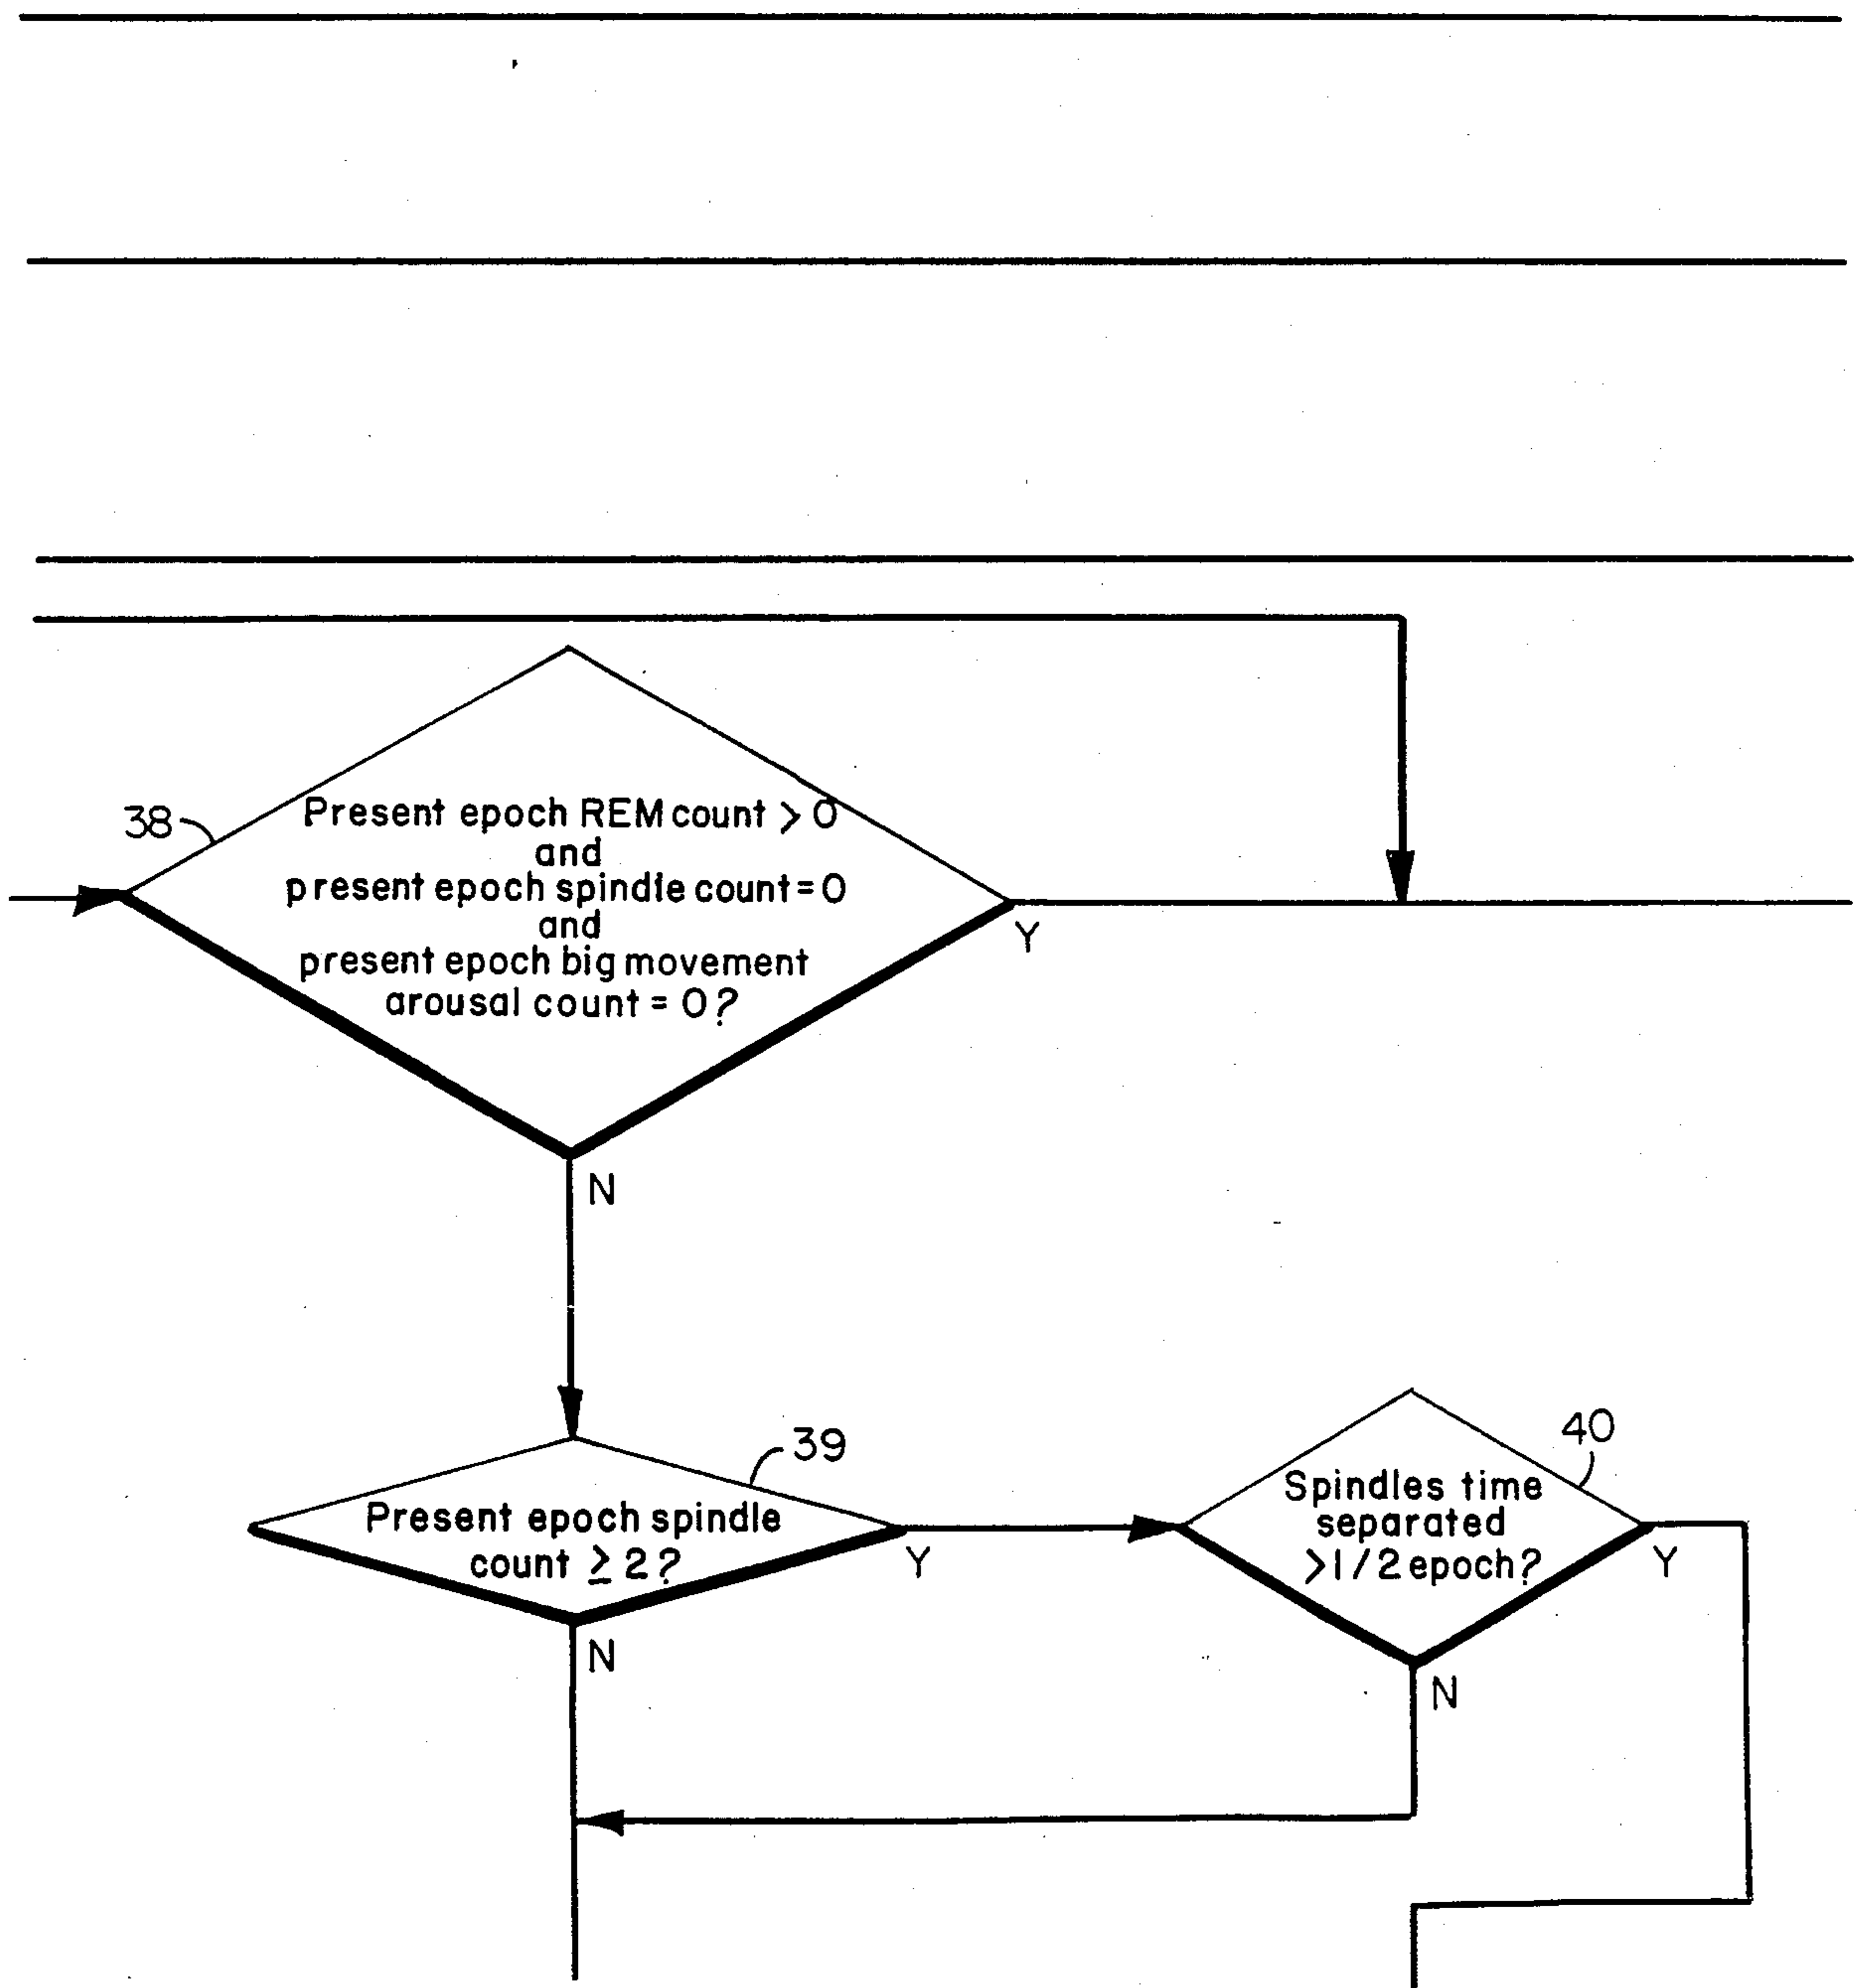 38
Present epoch REM count > 0
and
present epoch spindle count = 0
and
present epoch big movement
arousal count = 0?
Y
N
39
Present epoch spindle
count ≥ 2?
Y
N
40
Spindles time
separated
>1/2 epoch?
Y
N